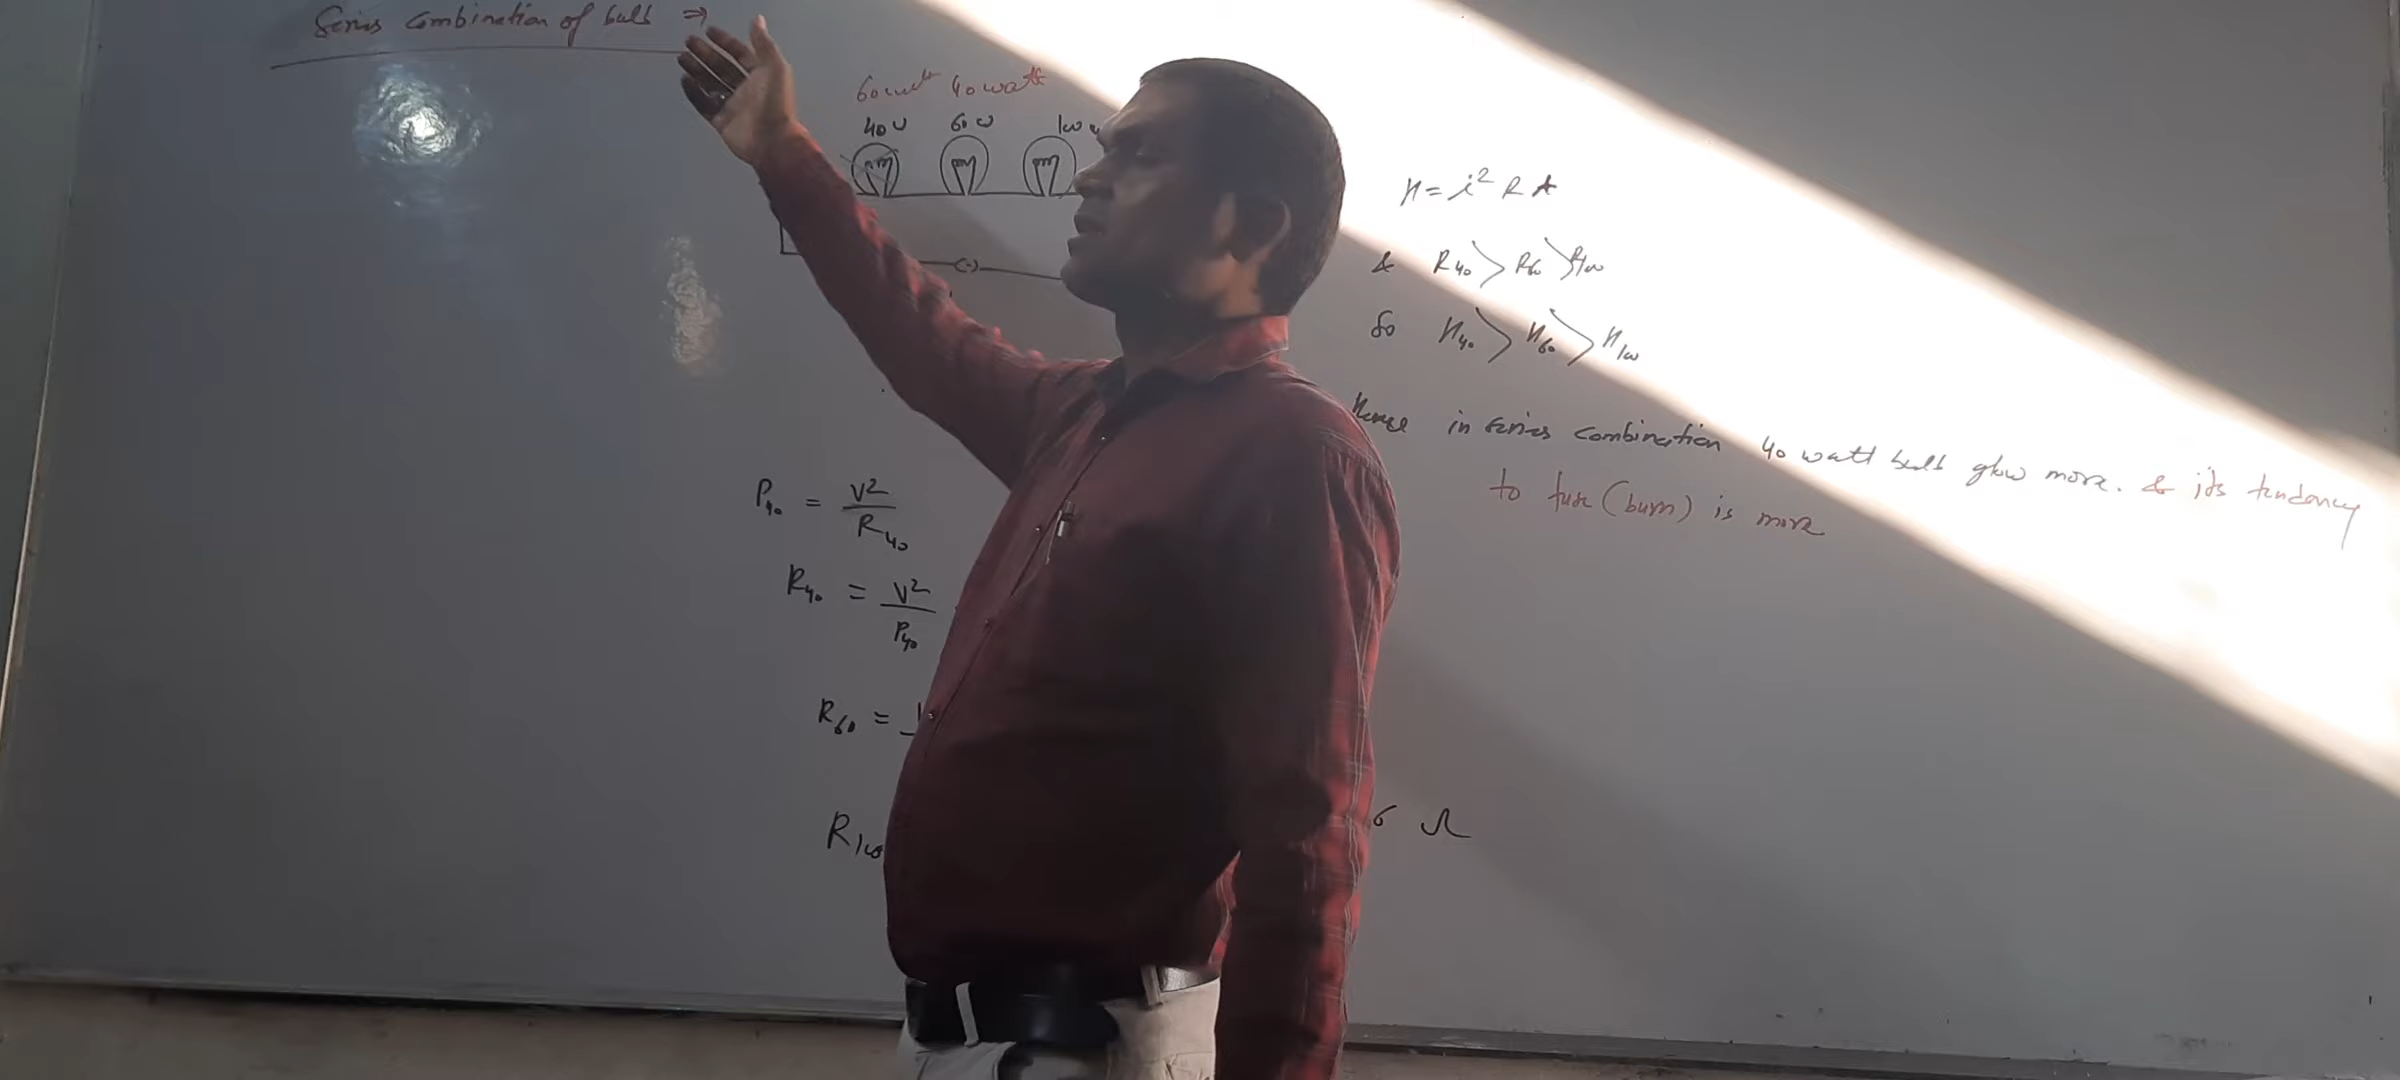 Series combination of bulb ⇒
60 watt 40 watt
40 W 60 W 100 W
H = i² R t
& R₄₀ > R₆₀ > R₁₀₀
So H₄₀ > H₆₀ > H₁₀₀
Hence in series combination 40 watt bulb glow more. & its tendancy
to fuse (burn) is more
P₄₀ = V² / R₄₀
R₄₀ = V² / P₄₀
R₆₀ =
R₁₀₀ 6 Ω